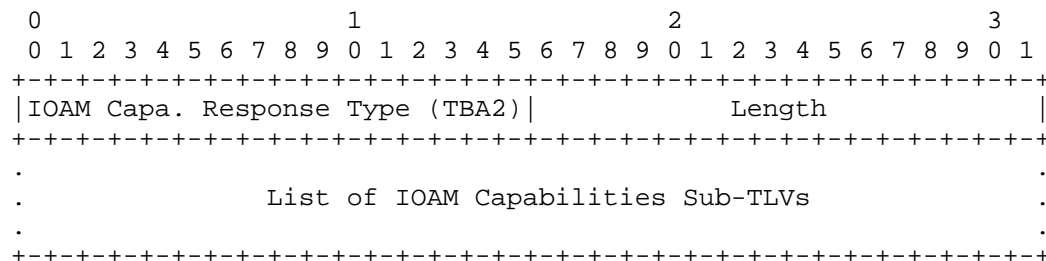 0                   1                   2                   3
 0 1 2 3 4 5 6 7 8 9 0 1 2 3 4 5 6 7 8 9 0 1 2 3 4 5 6 7 8 9 0 1
+-+-+-+-+-+-+-+-+-+-+-+-+-+-+-+-+-+-+-+-+-+-+-+-+-+-+-+-+-+-+-+-+
|IOAM Capa. Response Type (TBA2)|            Length             |
+-+-+-+-+-+-+-+-+-+-+-+-+-+-+-+-+-+-+-+-+-+-+-+-+-+-+-+-+-+-+-+-+
.                                                               .
.               List of IOAM Capabilities Sub-TLVs              .
.                                                               .
+-+-+-+-+-+-+-+-+-+-+-+-+-+-+-+-+-+-+-+-+-+-+-+-+-+-+-+-+-+-+-+-+